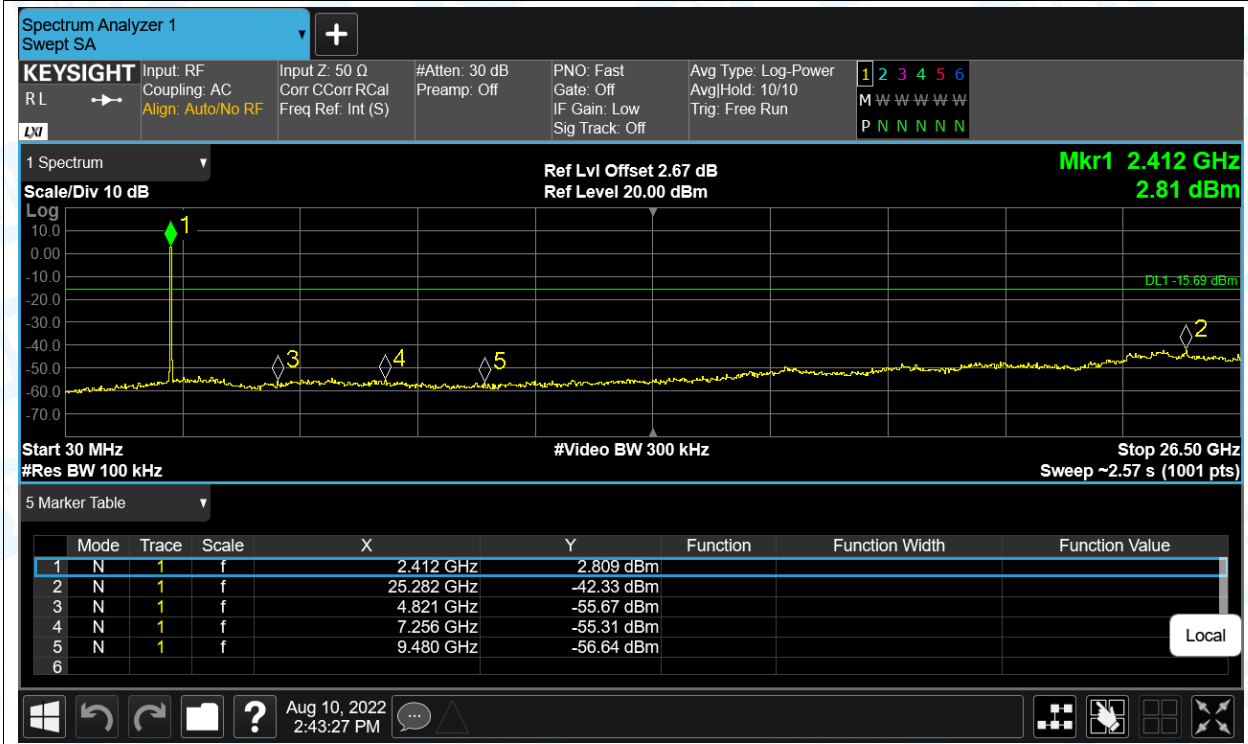 Spectrum Analyzer 1
Swept SA
+
KEYSIGHT
R L
LXI
Input: RF
Coupling: AC
Align: Auto/No RF
Input Z: 50 Ω
Corr CCorr RCal
Freq Ref: Int (S)
#Atten: 30 dB
Preamp: Off
PNO: Fast
Gate: Off
IF Gain: Low
Sig Track: Off
Avg Type: Log-Power
Avg|Hold: 10/10
Trig: Free Run
1 2 3 4 5 6
M W W W W W W
P N N N N N N
1 Spectrum
Scale/Div 10 dB
Ref Lvl Offset 2.67 dB
Ref Level 20.00 dBm
Mkr1 2.412 GHz
2.81 dBm
Log
10.0
0.00
-10.0
-20.0
-30.0
-40.0
-50.0
-60.0
-70.0
1
DL1 -15.69 dBm
2
3
4
5
Start 30 MHz
#Res BW 100 kHz
#Video BW 300 kHz
Stop 26.50 GHz
Sweep ~2.57 s (1001 pts)
5 Marker Table
Mode Trace Scale X Y Function Function Width Function Value
1 N 1 f 2.412 GHz 2.809 dBm
2 N 1 f 25.282 GHz -42.33 dBm
3 N 1 f 4.821 GHz -55.67 dBm
4 N 1 f 7.256 GHz -55.31 dBm
5 N 1 f 9.480 GHz -56.64 dBm
6
Local
?
Aug 10, 2022
2:43:27 PM